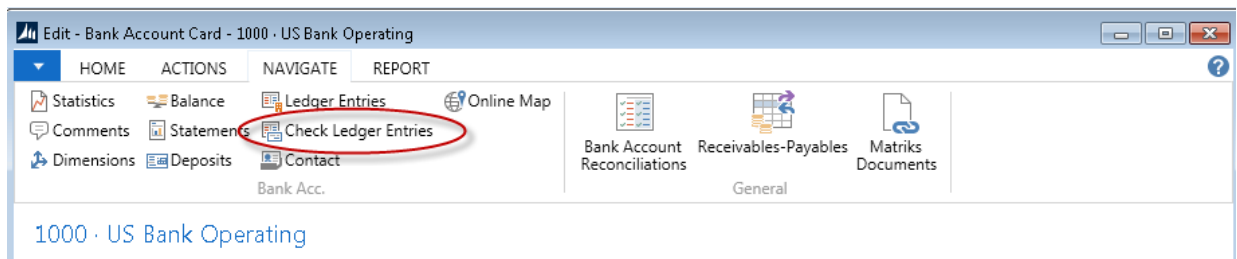 Edit - Bank Account Card - 1000 · US Bank Operating
HOME ACTIONS NAVIGATE REPORT
Statistics Balance Ledger Entries Online Map
Comments Statements Check Ledger Entries
Dimensions Deposits Contact
Bank Account Reconciliations
Receivables-Payables
Matriks Documents
Bank Acc. General
1000 · US Bank Operating